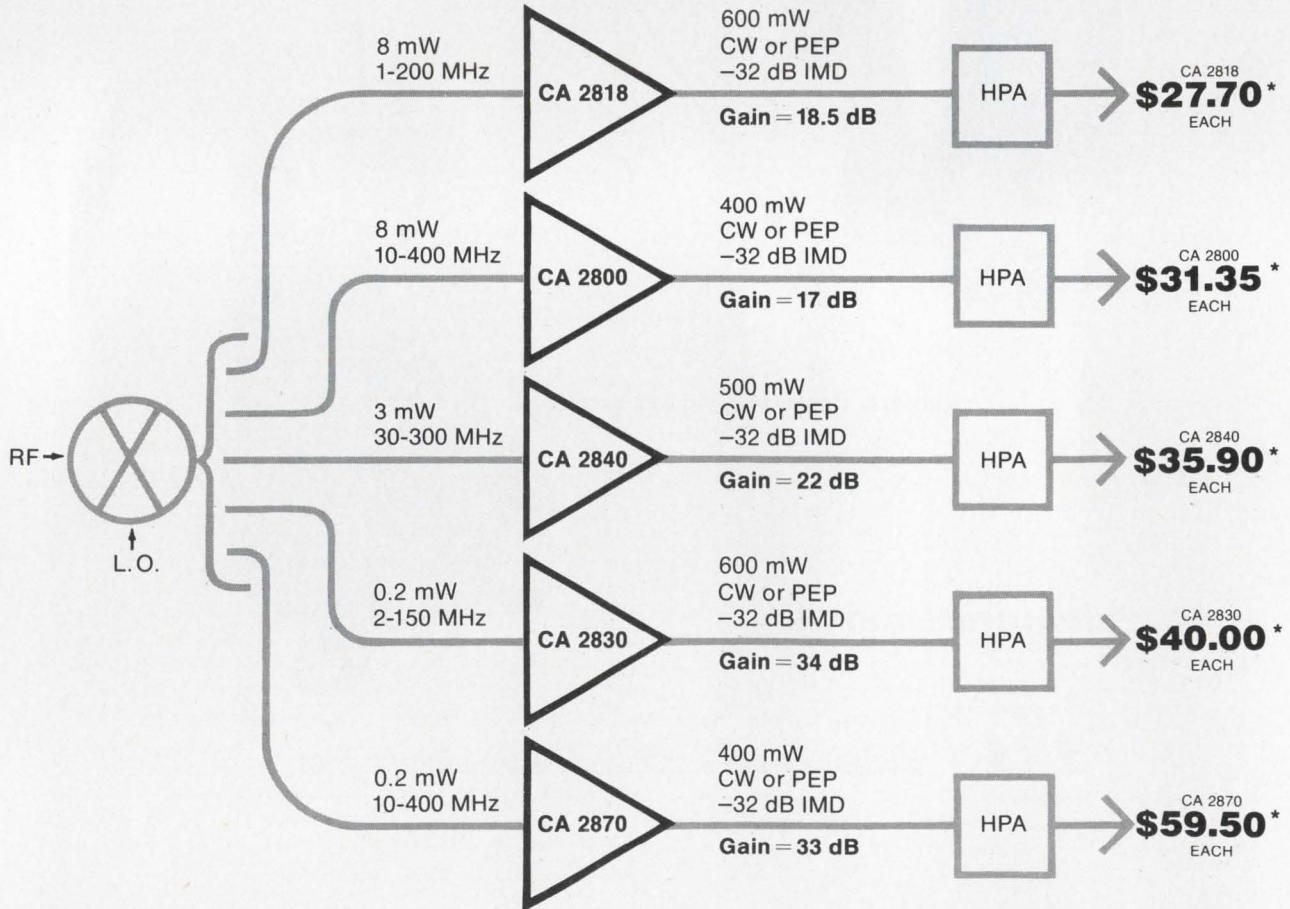 8 mW
1-200 MHz
CA 2818
600 mW
CW or PEP
–32 dB IMD
Gain = 18.5 dB
HPA
CA 2818
$27.70*
EACH
8 mW
10-400 MHz
CA 2800
400 mW
CW or PEP
–32 dB IMD
Gain = 17 dB
HPA
CA 2800
$31.35*
EACH
RF
L.O.
3 mW
30-300 MHz
CA 2840
500 mW
CW or PEP
–32 dB IMD
Gain = 22 dB
HPA
CA 2840
$35.90*
EACH
0.2 mW
2-150 MHz
CA 2830
600 mW
CW or PEP
–32 dB IMD
Gain = 34 dB
HPA
CA 2830
$40.00*
EACH
0.2 mW
10-400 MHz
CA 2870
400 mW
CW or PEP
–32 dB IMD
Gain = 33 dB
HPA
CA 2870
$59.50*
EACH